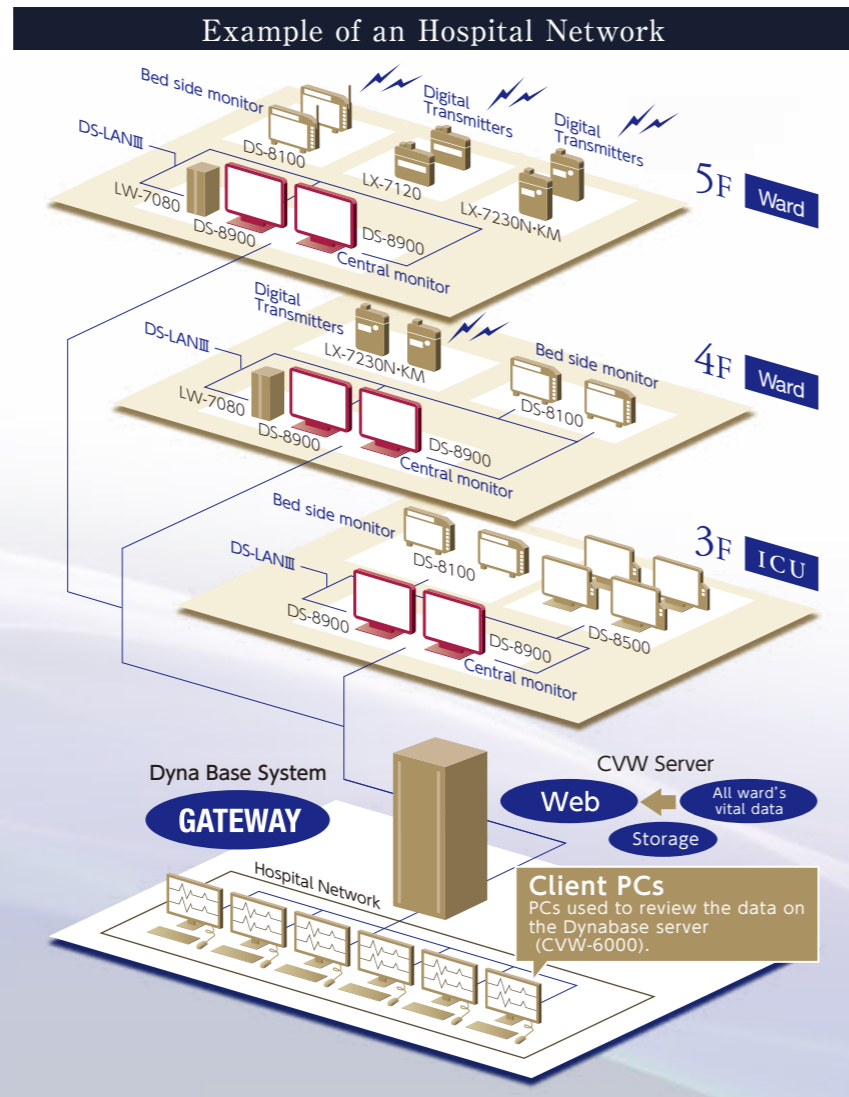 Example of an Hospital Network
Bed side monitor
Digital
Transmitters
Digital
Transmitters
DS-LANⅢ
DS-8100
LX-7120
LX-7230N･KM
LW-7080
DS-8900
DS-8900
Central monitor
5F
Ward
Digital
Transmitters
DS-LANⅢ
LX-7230N･KM
Bed side monitor
DS-8100
LW-7080
DS-8900
DS-8900
Central monitor
4F
Ward
Bed side monitor
DS-LANⅢ
DS-8100
DS-8500
DS-8900
DS-8900
Central monitor
3F
ICU
Dyna Base System
GATEWAY
CVW Server
Web
All ward's
vital data
Storage
Hospital Network
Client PCs
PCs used to review the data on
the Dynabase server
(CVW-6000).